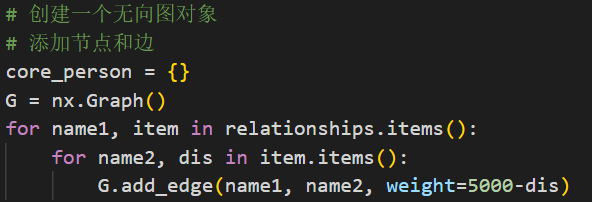 # 创建一个无向图对象
# 添加节点和边
core_person = {}
G = nx.Graph()
for name1, item in relationships.items():
    for name2, dis in item.items():
        G.add_edge(name1, name2, weight=5000-dis)